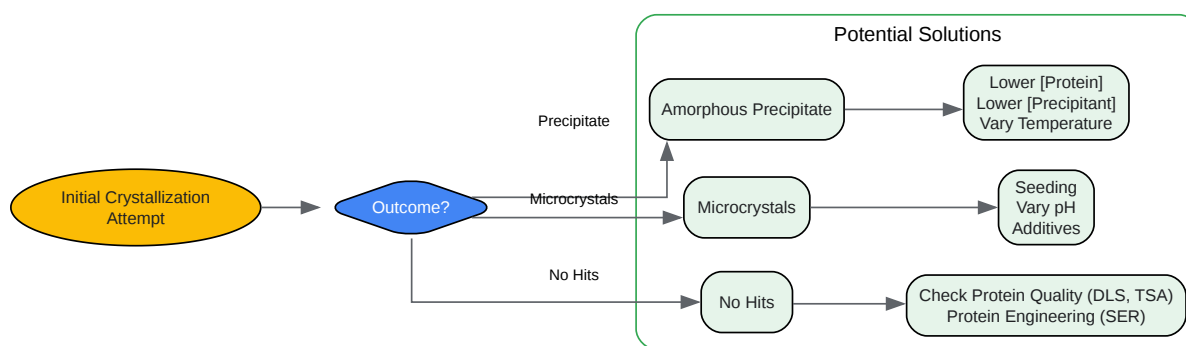 Potential Solutions
Precipitate
Amorphous Precipitate
Lower [Protein]
Lower [Precipitant]
Vary Temperature
Initial Crystallization
Attempt
Outcome?
Microcrystals
Microcrystals
Seeding
Vary pH
Additives
No Hits
No Hits
Check Protein Quality (DLS, TSA)
Protein Engineering (SER)